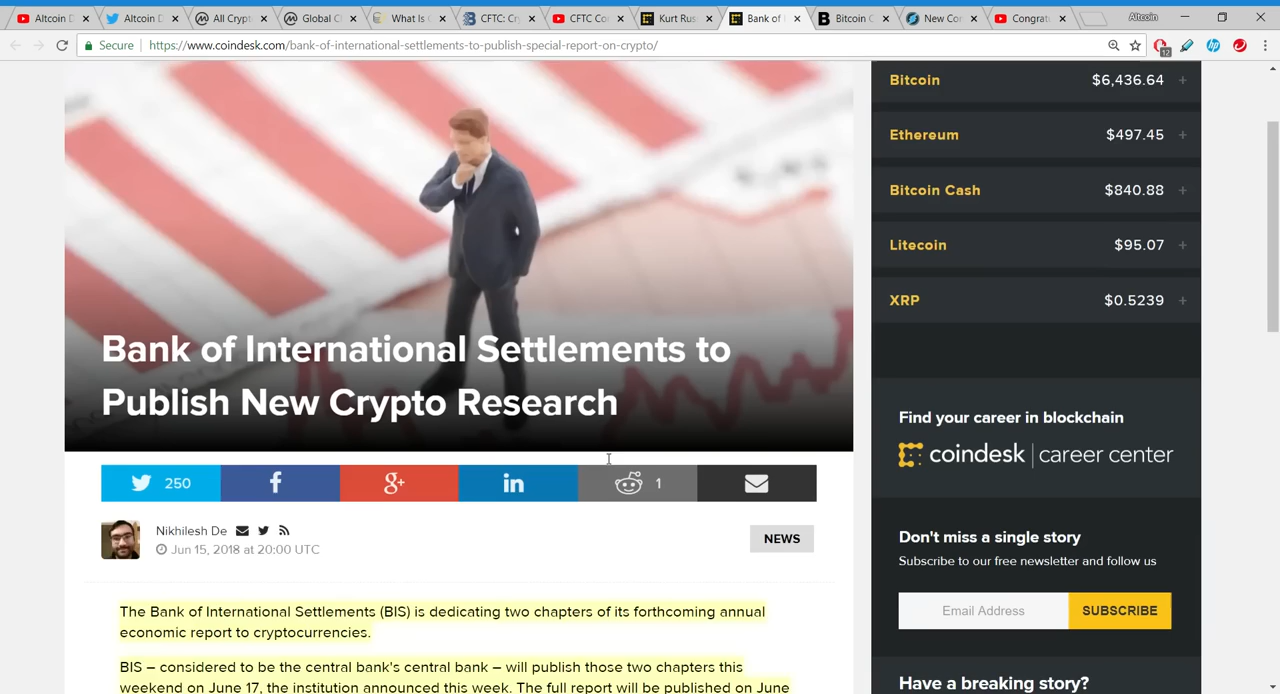 Altcoin D
Altcoin D
All Crypt
Global C
What Is C
CFTC: Cr
CFTC Co
Kurt Rus
Bank of
Bitcoin C
New Cor
Congrat
Altcoin
Secure
https://www.coindesk.com/bank-of-international-settlements-to-publish-special-report-on-crypto/
12
Bank of International Settlements to
Publish New Crypto Research
250
1
Nikhilesh De
Jun 15, 2018 at 20:00 UTC
NEWS
The Bank of International Settlements (BIS) is dedicating two chapters of its forthcoming annual
economic report to cryptocurrencies.
BIS – considered to be the central bank's central bank – will publish those two chapters this
weekend on June 17, the institution announced this week. The full report will be published on June
Bitcoin $6,436.64 +
Ethereum $497.45 +
Bitcoin Cash $840.88 +
Litecoin $95.07 +
XRP $0.5239 +
Find your career in blockchain
coindesk | career center
Don't miss a single story
Subscribe to our free newsletter and follow us
Email Address SUBSCRIBE
Have a breaking story?